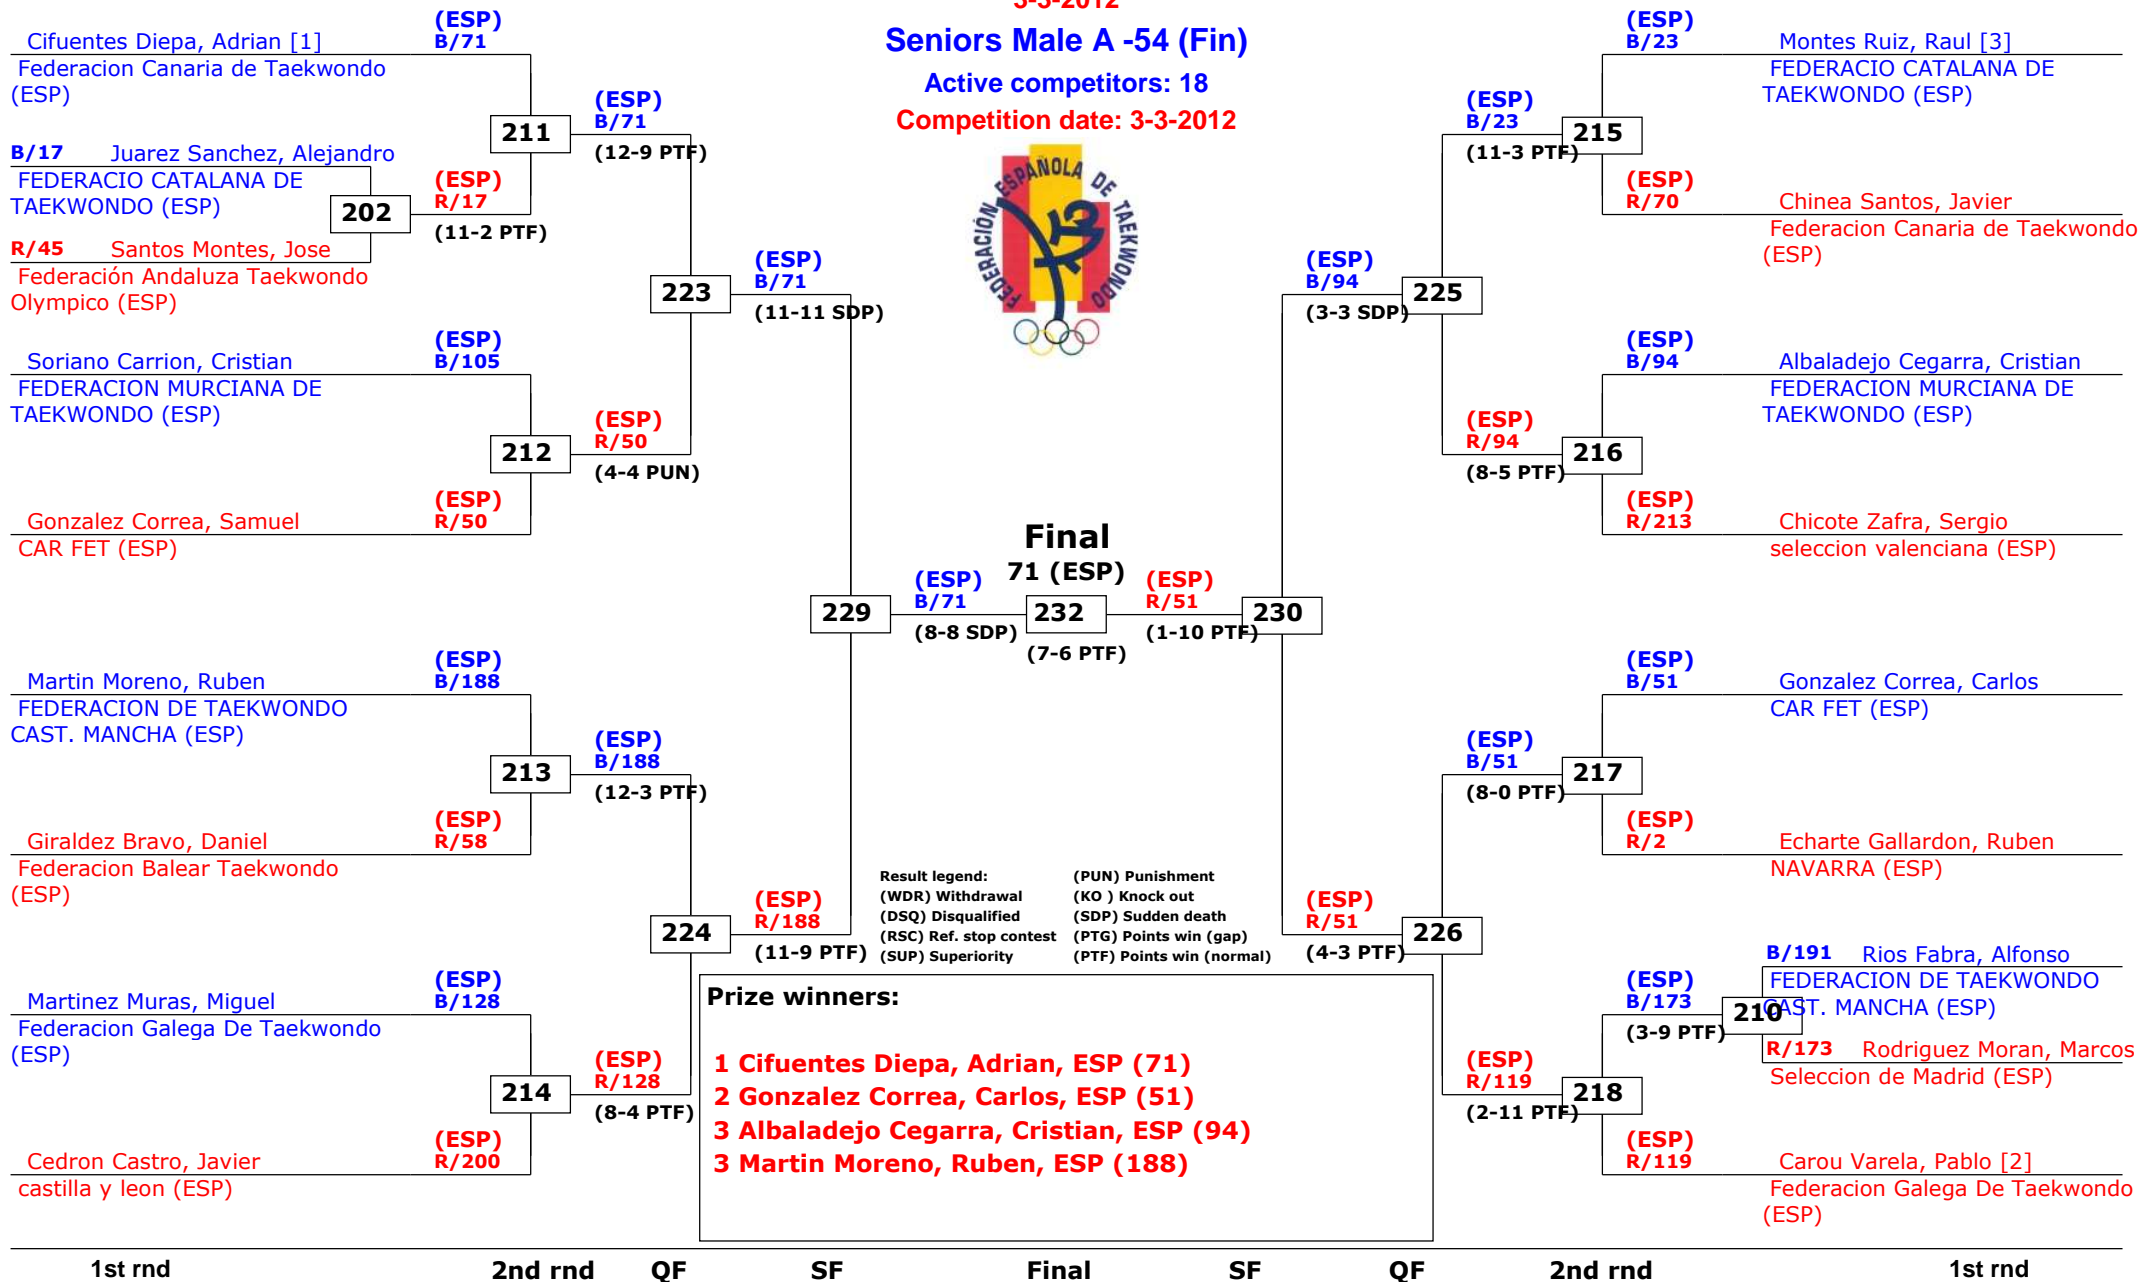 3-3-2012
Seniors Male A -54 (Fin)
Active competitors: 18
Competition date: 3-3-2012
FEDERACIÓN ESPAÑOLA DE TAEKWONDO
(ESP)
B/71
Cifuentes Diepa, Adrian [1]
Federacion Canaria de Taekwondo
(ESP)
211
(ESP)
B/71
(12-9 PTF)
B/17 Juarez Sanchez, Alejandro
FEDERACIO CATALANA DE
TAEKWONDO (ESP)
202
(ESP)
R/17
(11-2 PTF)
R/45 Santos Montes, Jose
Federación Andaluza Taekwondo
Olympico (ESP)
223
(ESP)
B/71
(11-11 SDP)
(ESP)
B/105
Soriano Carrion, Cristian
FEDERACION MURCIANA DE
TAEKWONDO (ESP)
212
(ESP)
R/50
(4-4 PUN)
(ESP)
R/50
Gonzalez Correa, Samuel
CAR FET (ESP)
229
(ESP)
B/71
(8-8 SDP)
(ESP)
B/188
Martin Moreno, Ruben
FEDERACION DE TAEKWONDO
CAST. MANCHA (ESP)
213
(ESP)
B/188
(12-3 PTF)
(ESP)
R/58
Giraldez Bravo, Daniel
Federacion Balear Taekwondo
(ESP)
224
(ESP)
R/188
(11-9 PTF)
(ESP)
B/128
Martinez Muras, Miguel
Federacion Galega De Taekwondo
(ESP)
214
(ESP)
R/128
(8-4 PTF)
(ESP)
R/200
Cedron Castro, Javier
castilla y leon (ESP)
Final
71 (ESP)
232
(7-6 PTF)
(ESP)
R/51
(1-10 PTF)
230
(ESP)
B/23
Montes Ruiz, Raul [3]
FEDERACIO CATALANA DE
TAEKWONDO (ESP)
(ESP)
B/23
(11-3 PTF)
215
(ESP)
R/70
Chinea Santos, Javier
Federacion Canaria de Taekwondo
(ESP)
(ESP)
B/94
(3-3 SDP)
225
(ESP)
B/94
Albaladejo Cegarra, Cristian
FEDERACION MURCIANA DE
TAEKWONDO (ESP)
(ESP)
R/94
(8-5 PTF)
216
(ESP)
R/213
Chicote Zafra, Sergio
seleccion valenciana (ESP)
(ESP)
B/51
Gonzalez Correa, Carlos
CAR FET (ESP)
(ESP)
B/51
(8-0 PTF)
217
(ESP)
R/2
Echarte Gallardon, Ruben
NAVARRA (ESP)
(ESP)
R/51
(4-3 PTF)
226
B/191 Rios Fabra, Alfonso
FEDERACION DE TAEKWONDO
CAST. MANCHA (ESP)
(ESP)
B/173
(3-9 PTF)
210
R/173 Rodriguez Moran, Marcos
Seleccion de Madrid (ESP)
(ESP)
R/119
(2-11 PTF)
218
(ESP)
R/119
Carou Varela, Pablo [2]
Federacion Galega De Taekwondo
(ESP)
Result legend: (PUN) Punishment
(WDR) Withdrawal (KO ) Knock out
(DSQ) Disqualified (SDP) Sudden death
(RSC) Ref. stop contest (PTG) Points win (gap)
(SUP) Superiority (PTF) Points win (normal)
Prize winners:
1 Cifuentes Diepa, Adrian, ESP (71)
2 Gonzalez Correa, Carlos, ESP (51)
3 Albaladejo Cegarra, Cristian, ESP (94)
3 Martin Moreno, Ruben, ESP (188)
1st rnd 2nd rnd QF SF Final SF QF 2nd rnd 1st rnd